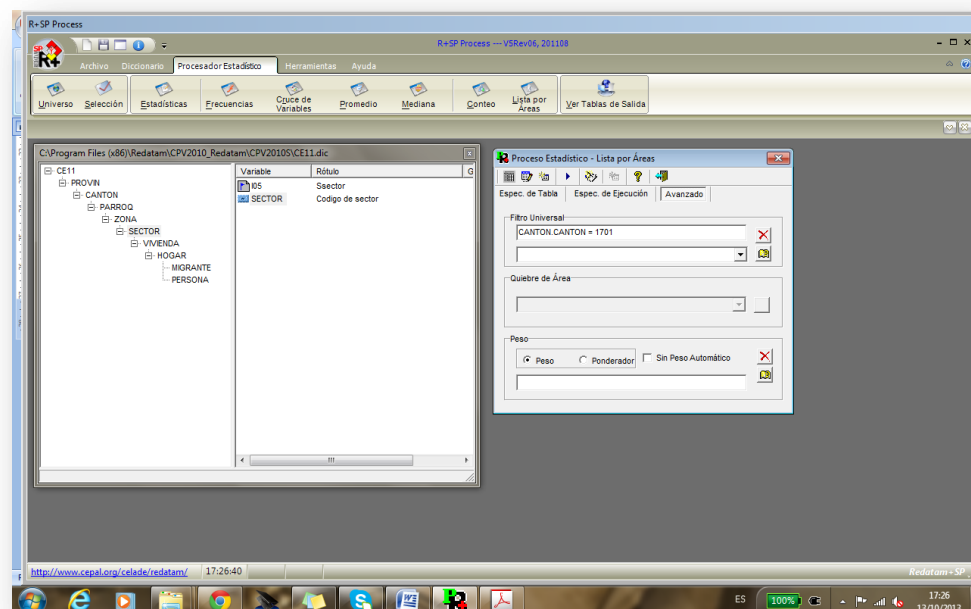 R+SP Process
R+SP Process --- V5Rev06, 201108
Archivo Diccionario Procesador Estadístico Herramientas Ayuda
Universo Selección Estadísticas Frecuencias Cruce de Variables Promedio Mediana Conteo Lista por Áreas Ver Tablas de Salida
C:\Program Files (x86)\Redatam\CPV2010_Redatam\CPV2010S\CE11.dic
CE11
PROVIN
CANTON
PARROQ
ZONA
SECTOR
VIVIENDA
HOGAR
MIGRANTE
PERSONA
Variable Rótulo G
I05 Ssector
SECTOR Codigo de sector
Proceso Estadístico - Lista por Áreas
Espec. de Tabla Espec. de Ejecución Avanzado
Filtro Universal
CANTON.CANTON = 1701
Quiebre de Área
Peso
Peso Ponderador Sin Peso Automático
http://www.cepal.org/celade/redatam/ 17:26:40 Redatam+SP
ES 100% 17:26
13/10/2013